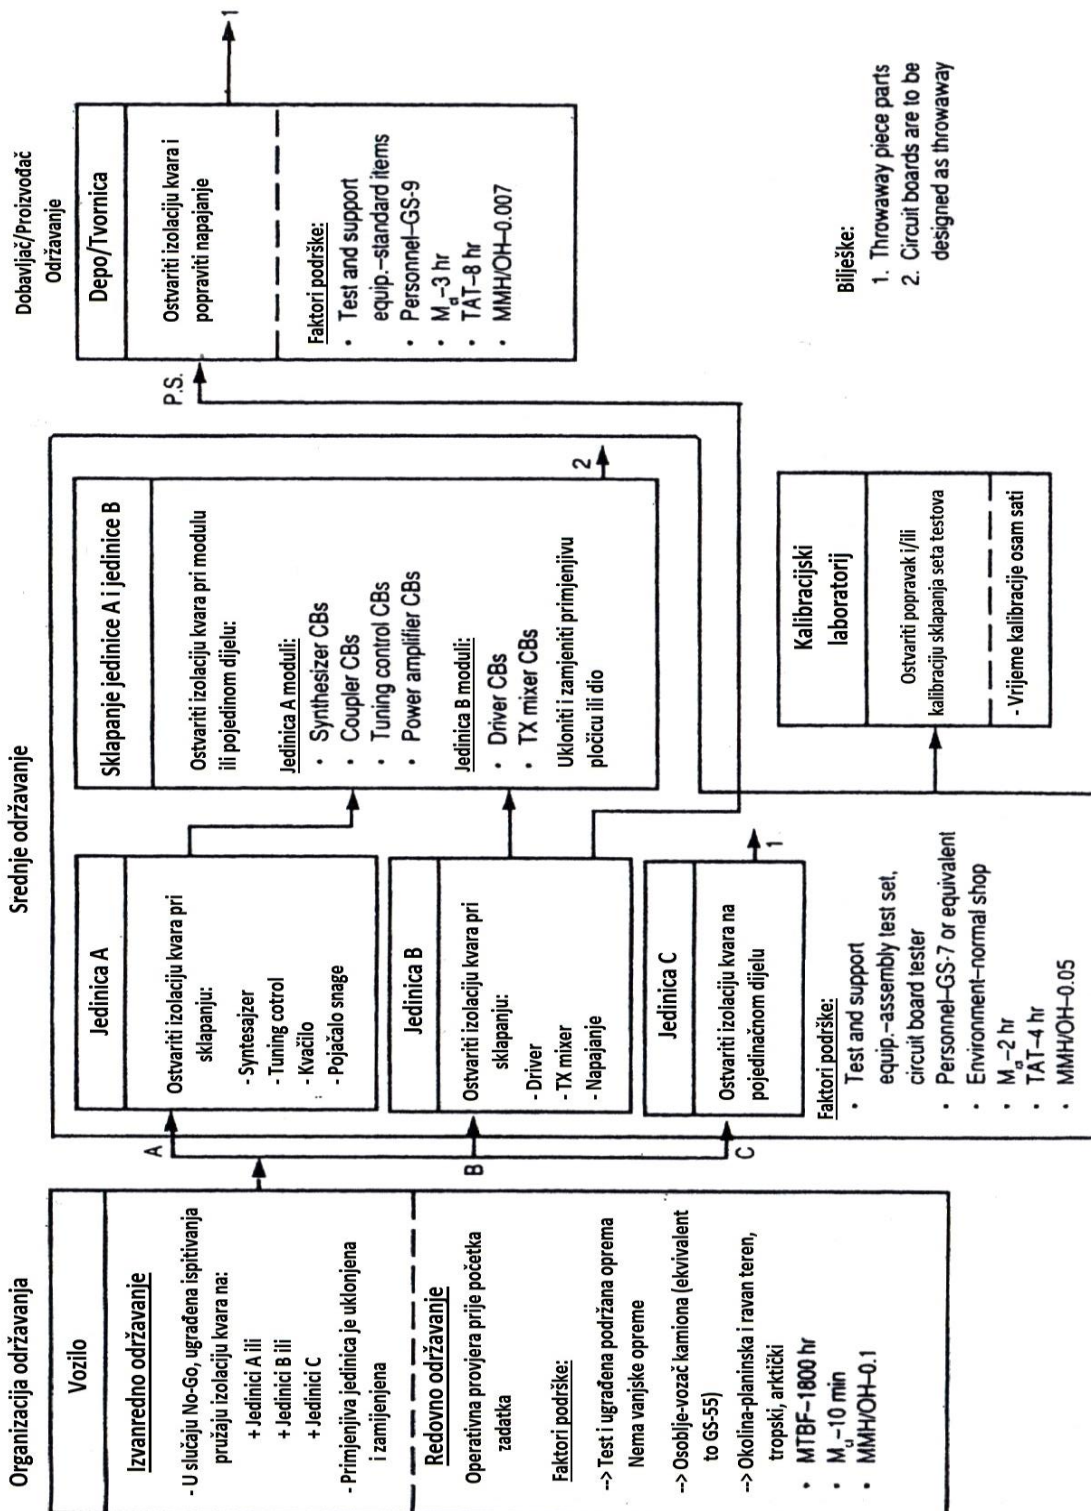 Organizacija održavanja
Vozilo
Izvanredno održavanje
- U slučaju No-Go, ugrađena ispitivanja
pružaju izolaciju kvara na:
+ Jedinici A ili
+ Jedinici B ili
+ Jedinici C
- Primjenjiva jedinica je uklonjena
i zamijenjena
Redovno održavanje
Operativna provjera prije početka
zadatka
Faktori podrške:
--> Test i ugrađena podržana oprema
Nema vanjske opreme
--> Osoblje-vozač kamiona (ekvivalent
to GS-55)
--> Okolina-planinska i ravan teren,
tropski, arktički
• MTBF–1800 hr
• Mct–10 min
• MMH/OH–0.1
A
B
C
Srednje održavanje
Jedinica A
Ostvariti izolaciju kvara pri
sklapanju:
- Syntesajzer
- Tuning cotrol
- Kvačilo
- Pojačalo snage
Jedinica B
Ostvariti izolaciju kvara pri
sklapanju:
- Driver
- TX mixer
- Napajanje
Jedinica C
Ostvariti izolaciju kvara na
pojedinačnom dijelu
1
Faktori podrške:
• Test and support
equip.–assembly test set,
circuit board tester
• Personnel–GS-7 or equivalent
• Environment–normal shop
• Mct–2 hr
• TAT–4 hr
• MMH/OH–0.05
Sklapanje jedinice A i jedinice B
Ostvariti izolaciju kvara pri modulu
ili pojedinom dijelu:
Jedinica A moduli:
• Synthesizer CBs
• Coupler CBs
• Tuning control CBs
• Power amplifier CBs
Jedinica B moduli:
• Driver CBs
• TX mixer CBs
Ukloniti i zamjeniti primjenjivu
pločicu ili dio
2
Kalibracijski
laboratorij
Ostvariti popravak i/ili
kalibraciju sklapanja seta testova
- Vrijeme kalibracije osam sati
Dobavljač/Proizvođač
Održavanje
P.S.
Depo/Tvornica
Ostvariti izolaciju kvara i
popraviti napajanje
Faktori podrške:
• Test and support
equip.–standard items
• Personnel–GS-9
• Mct–3 hr
• TAT–8 hr
• MMH/OH–0.007
1
Bilješke:
1. Throwaway piece parts
2. Circuit boards are to be
designed as throwaway